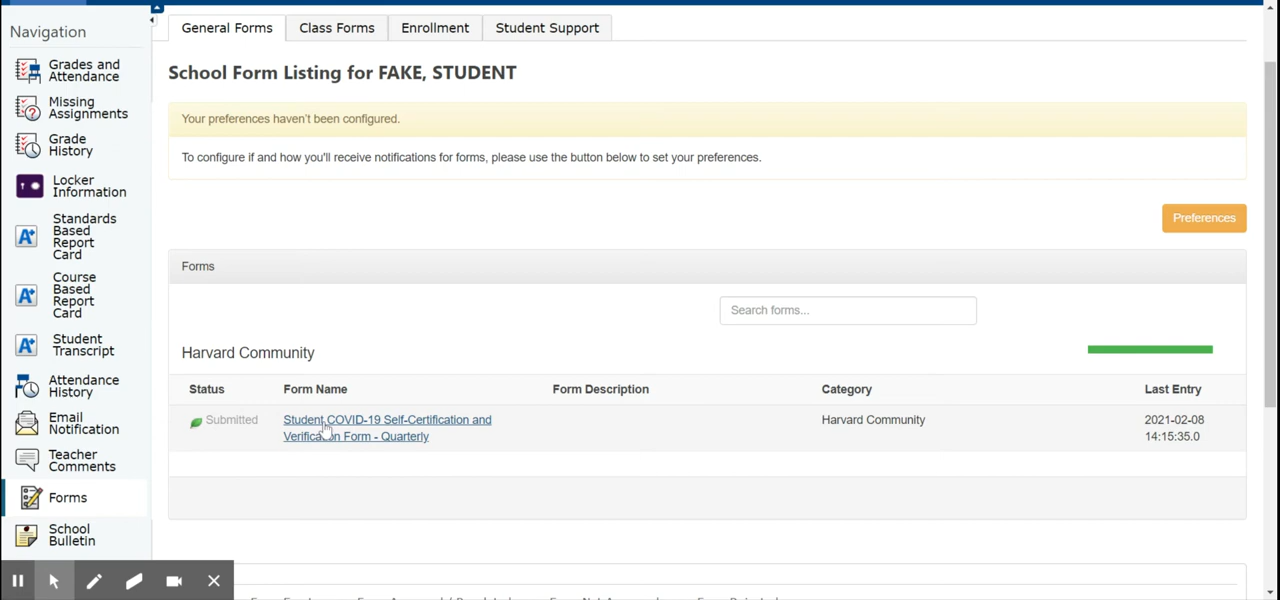 Navigation
Grades and
Attendance
Missing
Assignments
Grade
History
Locker
Information
Standards
Based
Report
Card
Course
Based
Report
Card
Student
Transcript
Attendance
History
Email
Notification
Teacher
Comments
Forms
School
Bulletin
General Forms
Class Forms
Enrollment
Student Support
School Form Listing for FAKE, STUDENT
Your preferences haven't been configured.
To configure if and how you'll receive notifications for forms, please use the button below to set your preferences.
Preferences
Forms
Search forms...
Harvard Community
Status Form Name Form Description Category Last Entry
Submitted Student COVID-19 Self-Certification and Harvard Community 2021-02-08
Verification Form - Quarterly 14:15:35.0